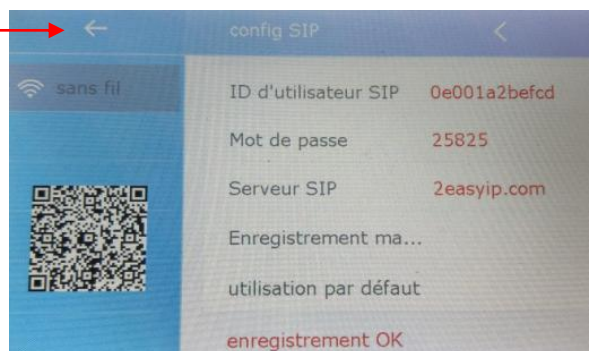 config SIP
sans fil
ID d'utilisateur SIP 0e001a2befcd
Mot de passe 25825
Serveur SIP 2easyip.com
Enregistrement ma...
utilisation par défaut
enregistrement OK